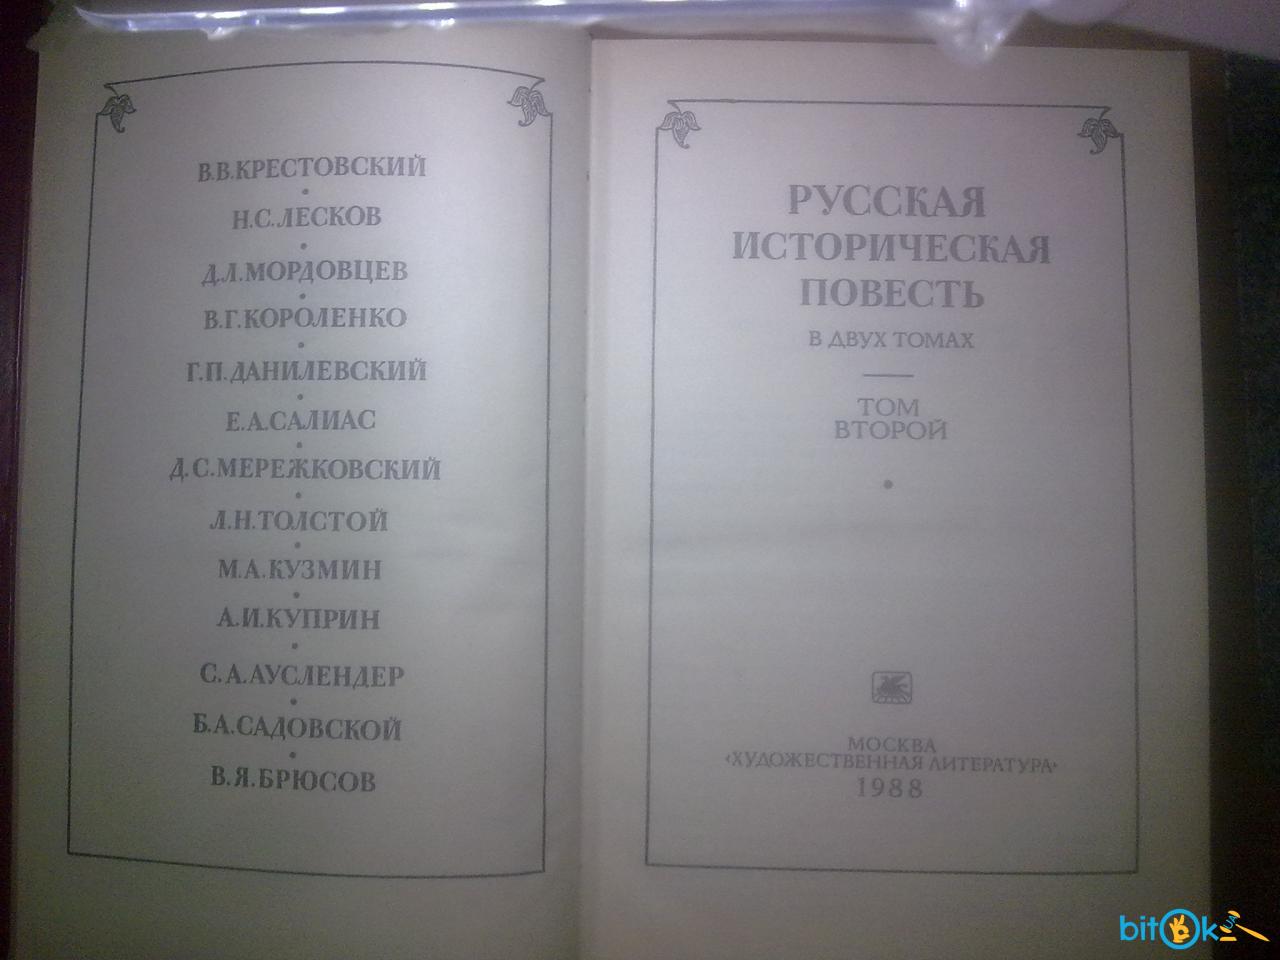 В.В.КРЕСТОВСКИЙ
•
Н.С.ЛЕСКОВ
•
Д.Л.МОРДОВЦЕВ
•
В.Г.КОРОЛЕНКО
•
Г.П.ДАНИЛЕВСКИЙ
•
Е.А.САЛИАС
•
Д.С.МЕРЕЖКОВСКИЙ
•
Л.Н.ТОЛСТОЙ
•
М.А.КУЗМИН
•
А.И.КУПРИН
•
С.А.АУСЛЕНДЕР
•
Б.А.САДОВСКОЙ
•
В.Я.БРЮСОВ
РУССКАЯ
ИСТОРИЧЕСКАЯ
ПОВЕСТЬ
В ДВУХ ТОМАХ
ТОМ
ВТОРОЙ
•
МОСКВА
«ХУДОЖЕСТВЕННАЯ ЛИТЕРАТУРА»
1988
bitOk UA